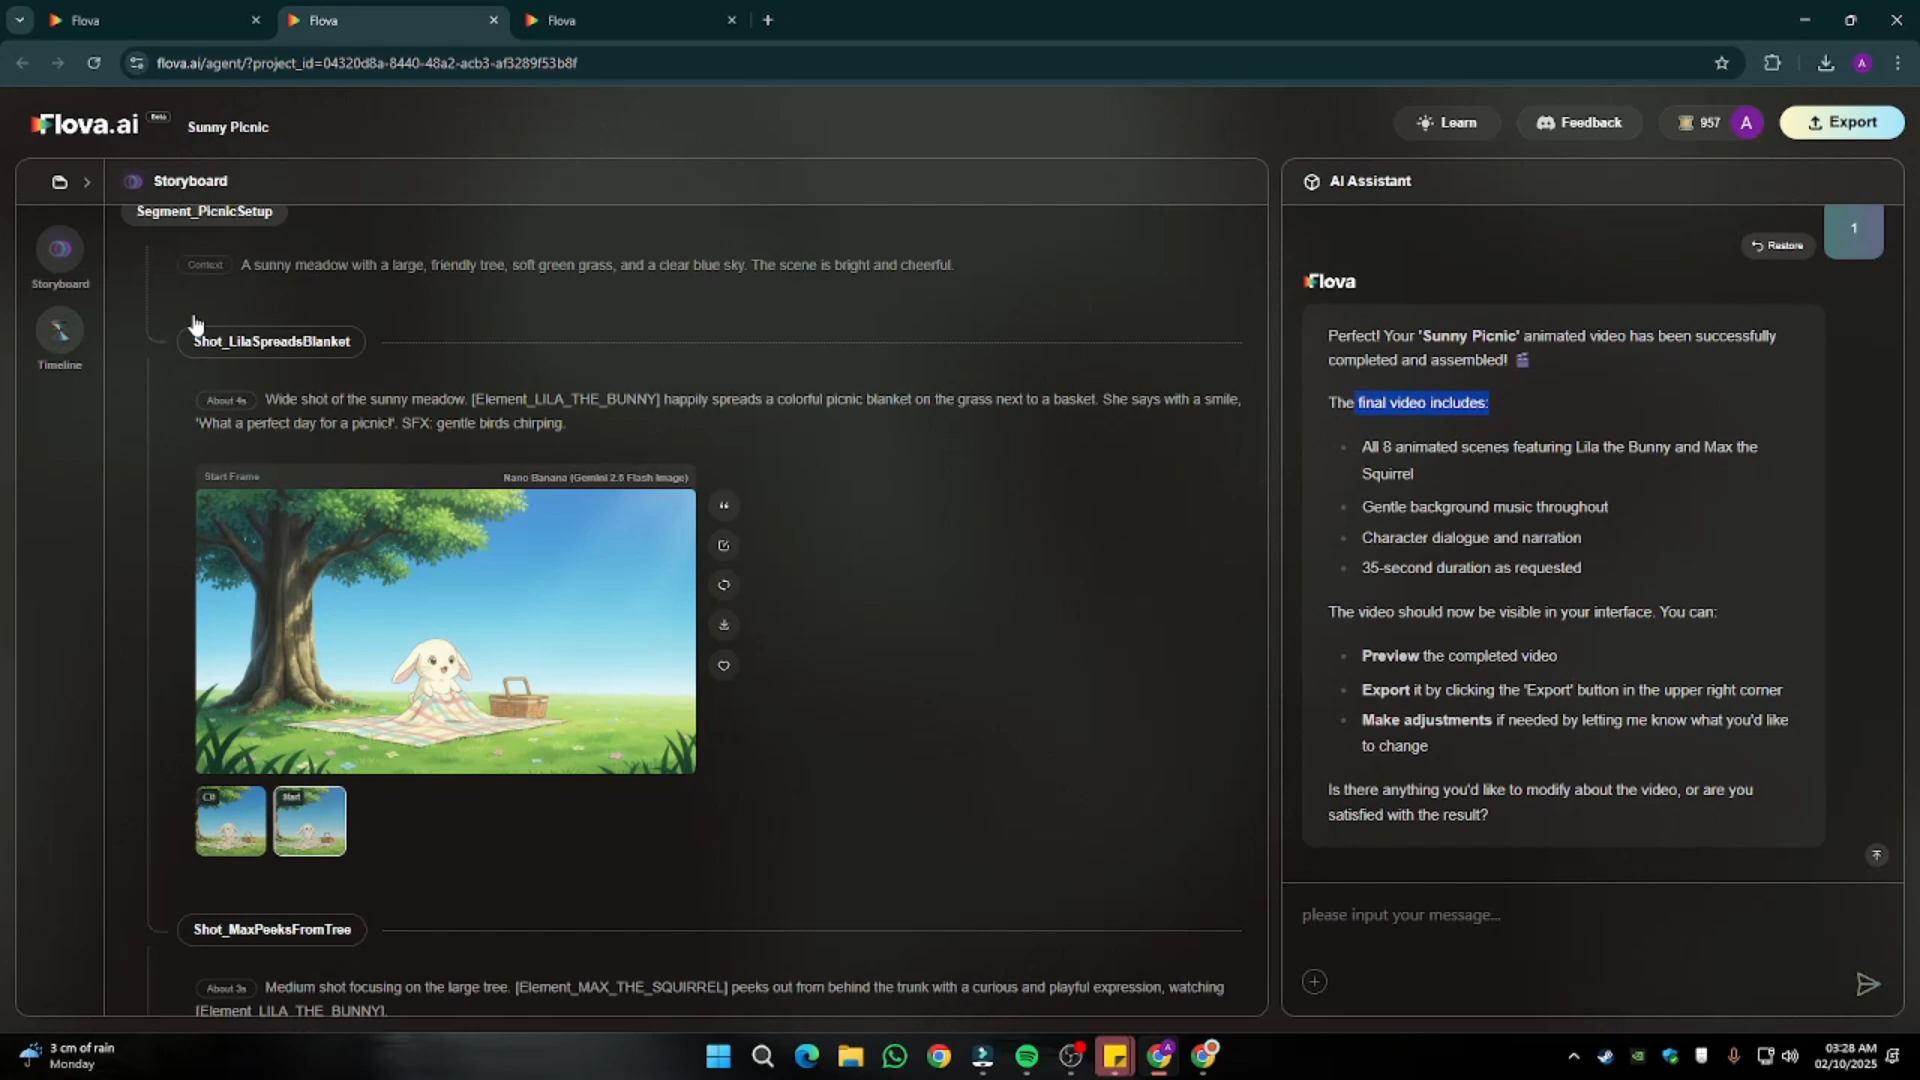 Flova
Flova
Flova
flova.ai/agent/?project_id=04320d8a-8440-48a2-acb3-af3289f53b8f
A
Flova.ai
Beta
Sunny Picnic
Learn
Feedback
957
A
Export
Storyboard
AI Assistant
Storyboard
Timeline
Segment_PicnicSetup
Context
A sunny meadow with a large, friendly tree, soft green grass, and a clear blue sky. The scene is bright and cheerful.
Shot_LilaSpreadsBlanket
About 4s
Wide shot of the sunny meadow. [Element_LILA_THE_BUNNY] happily spreads a colorful picnic blanket on the grass next to a basket. She says with a smile,
'What a perfect day for a picnic!'. SFX: gentle birds chirping.
Start Frame
Nano Banana (Gemini 2.5 Flash Image)
Start
Shot_MaxPeeksFromTree
About 3s
Medium shot focusing on the large tree. [Element_MAX_THE_SQUIRREL] peeks out from behind the trunk with a curious and playful expression, watching
[Element_LILA_THE_BUNNY].
1
Restore
Flova
Perfect! Your 'Sunny Picnic' animated video has been successfully
completed and assembled!
The final video includes:
All 8 animated scenes featuring Lila the Bunny and Max the
Squirrel
Gentle background music throughout
Character dialogue and narration
35-second duration as requested
The video should now be visible in your interface. You can:
Preview the completed video
Export it by clicking the 'Export' button in the upper right corner
Make adjustments if needed by letting me know what you'd like
to change
Is there anything you'd like to modify about the video, or are you
satisfied with the result?
please input your message...
3 cm of rain
Monday
03:28 AM
02/10/2025